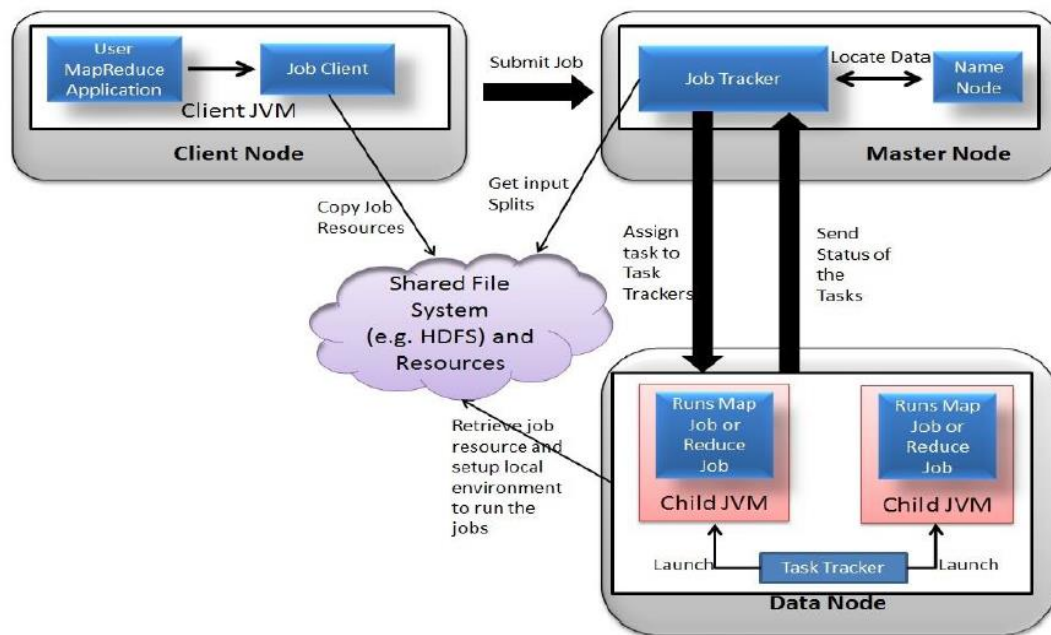 User
MapReduce
Application
Job Client
Client JVM
Client Node
Submit Job
Job Tracker
Locate Data
Name
Node
Master Node
Copy Job
Resources
Get input
Splits
Assign
task to
Task
Trackers
Send
Status of
the
Tasks
Shared File
System
(e.g. HDFS) and
Resources
Retrieve job
resource and
setup local
environment
to run the
jobs
Runs Map
Job or
Reduce
Job
Child JVM
Runs Map
Job or
Reduce
Job
Child JVM
Launch
Task Tracker
Launch
Data Node